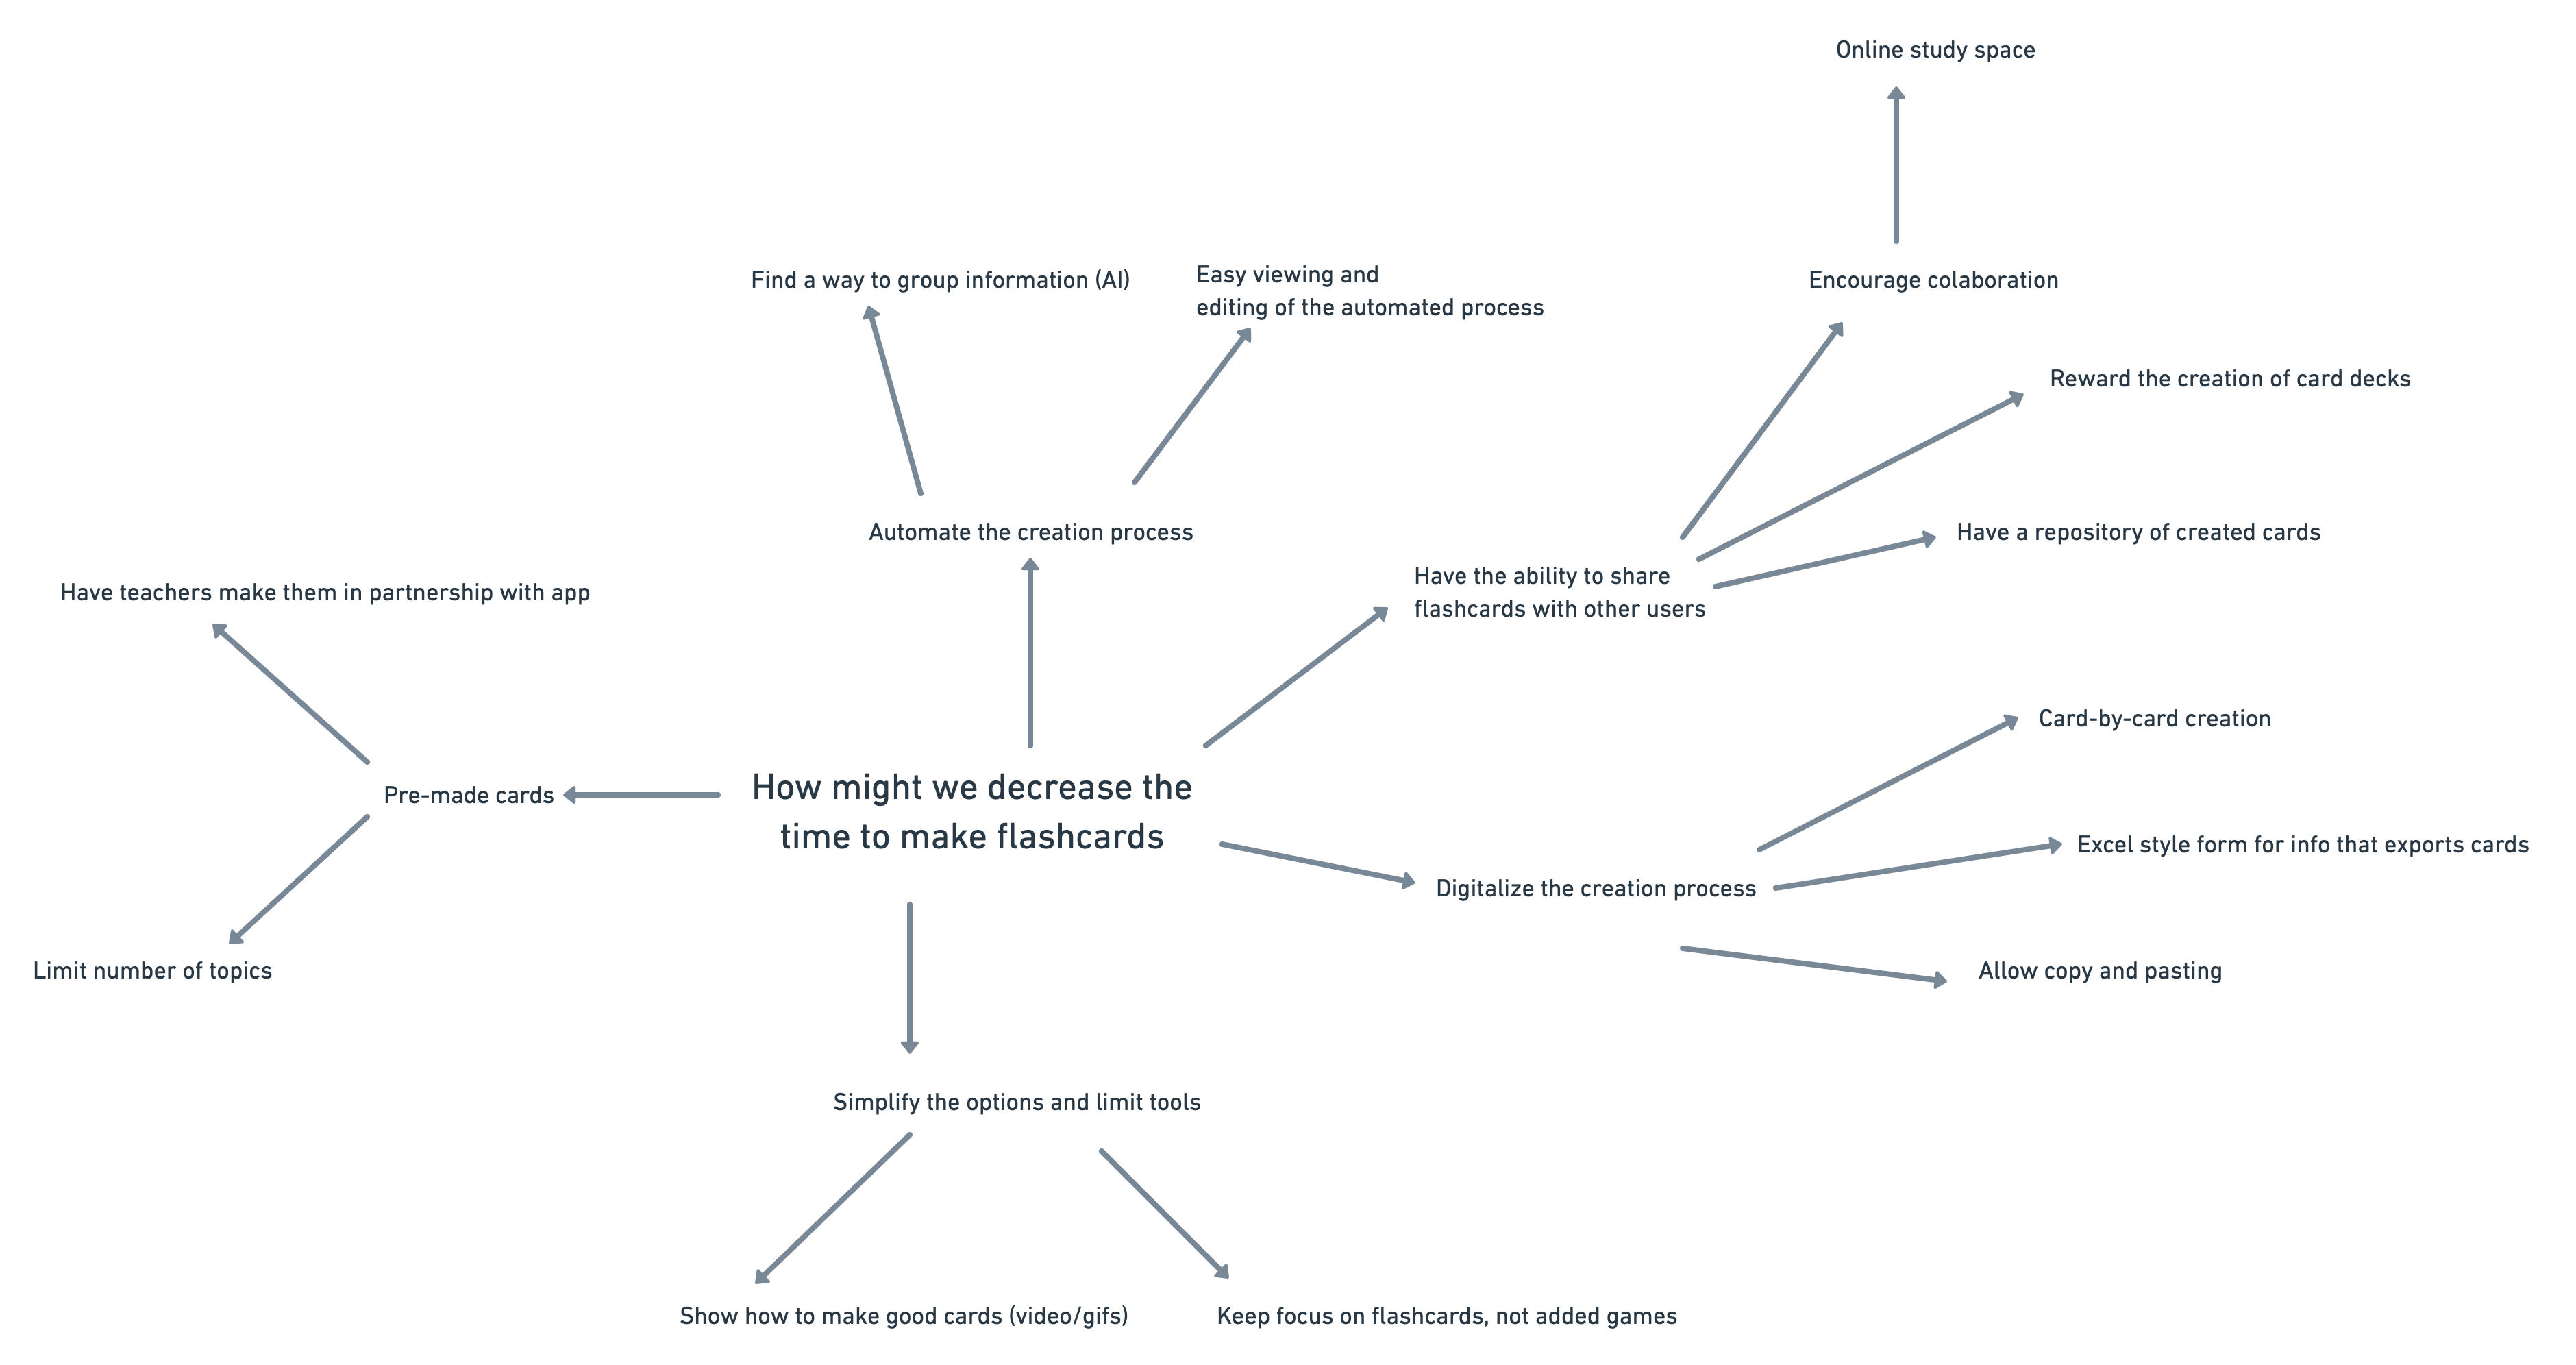 Online study space
Find a way to group information (AI)
Easy viewing and
editing of the automated process
Encourage colaboration
Reward the creation of card decks
Automate the creation process
Have a repository of created cards
Have the ability to share
flashcards with other users
Have teachers make them in partnership with app
Card-by-card creation
Pre-made cards
How might we decrease the
time to make flashcards
Excel style form for info that exports cards
Digitalize the creation process
Limit number of topics
Allow copy and pasting
Simplify the options and limit tools
Show how to make good cards (video/gifs)
Keep focus on flashcards, not added games